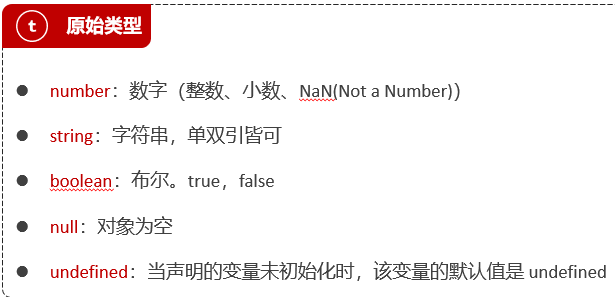 t 原始类型
● number：数字（整数、小数、NaN(Not a Number)）
● string：字符串，单双引皆可
● boolean：布尔。true，false
● null：对象为空
● undefined：当声明的变量未初始化时，该变量的默认值是 undefined